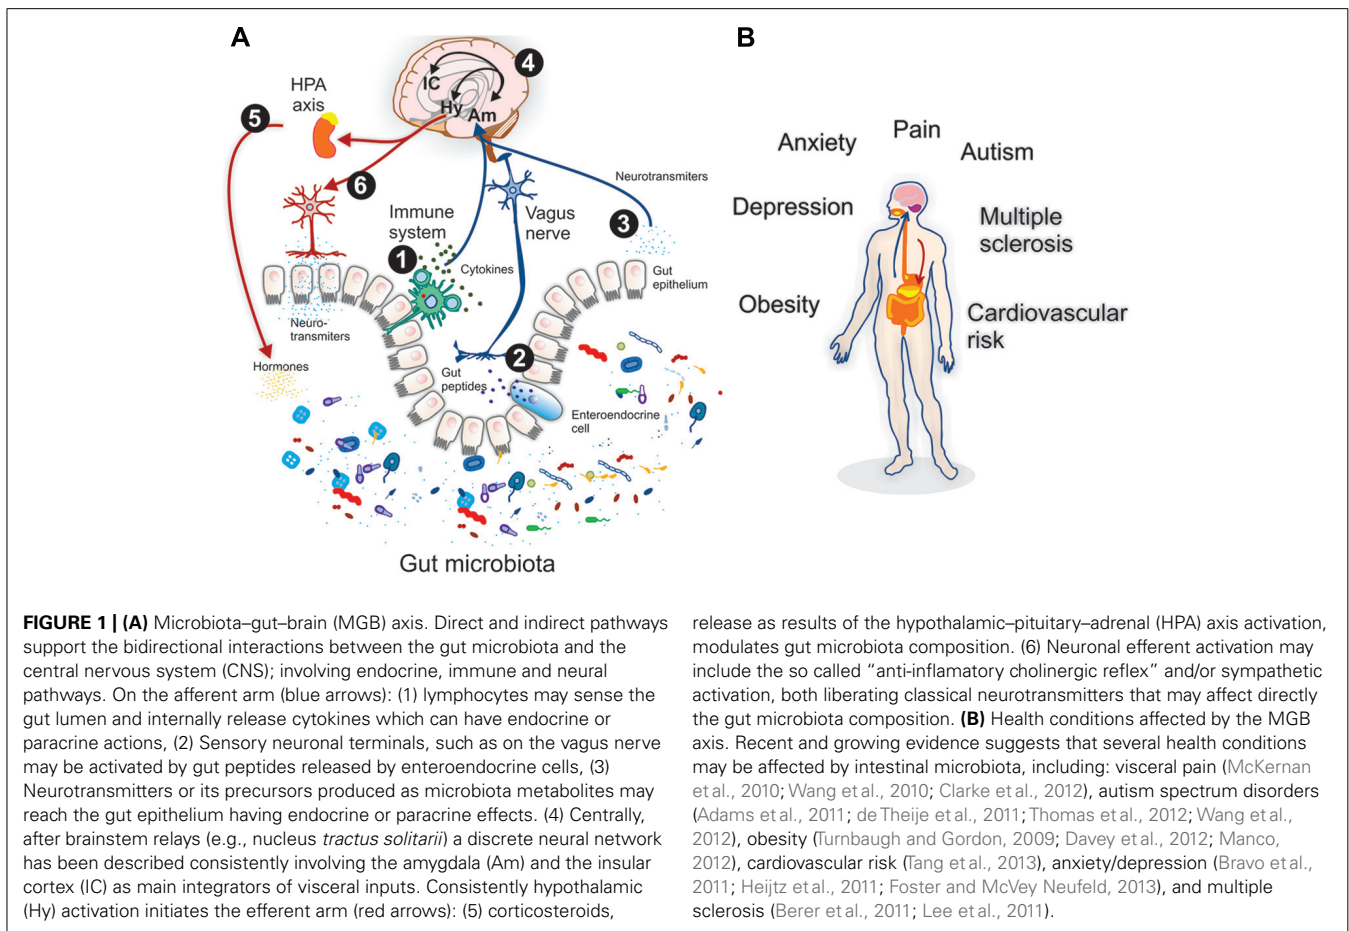 A
B
HPA
axis
5
4
IC
Hy
Am
6
Immune
system
1
Cytokines
Vagus
nerve
Neurotransmiters
3
Gut
epithelium
Neuro-
transmiters
Hormones
2
Gut
peptides
Enteroendocrine
cell
Gut microbiota
Pain
Anxiety
Autism
Depression
Multiple
sclerosis
Obesity
Cardiovascular
risk
FIGURE 1 | (A) Microbiota–gut–brain (MGB) axis. Direct and indirect pathways
support the bidirectional interactions between the gut microbiota and the
central nervous system (CNS); involving endocrine, immune and neural
pathways. On the afferent arm (blue arrows): (1) lymphocytes may sense the
gut lumen and internally release cytokines which can have endocrine or
paracrine actions, (2) Sensory neuronal terminals, such as on the vagus nerve
may be activated by gut peptides released by enteroendocrine cells, (3)
Neurotransmitters or its precursors produced as microbiota metabolites may
reach the gut epithelium having endocrine or paracrine effects. (4) Centrally,
after brainstem relays (e.g., nucleus tractus solitarii) a discrete neural network
has been described consistently involving the amygdala (Am) and the insular
cortex (IC) as main integrators of visceral inputs. Consistently hypothalamic
(Hy) activation initiates the efferent arm (red arrows): (5) corticosteroids,
release as results of the hypothalamic–pituitary–adrenal (HPA) axis activation,
modulates gut microbiota composition. (6) Neuronal efferent activation may
include the so called “anti-inflamatory cholinergic reflex” and/or sympathetic
activation, both liberating classical neurotransmitters that may affect directly
the gut microbiota composition. (B) Health conditions affected by the MGB
axis. Recent and growing evidence suggests that several health conditions
may be affected by intestinal microbiota, including: visceral pain (McKernan
et al., 2010; Wang et al., 2010; Clarke et al., 2012), autism spectrum disorders
(Adams et al., 2011; de Theije et al., 2011; Thomas et al., 2012; Wang et al.,
2012), obesity (Turnbaugh and Gordon, 2009; Davey et al., 2012; Manco,
2012), cardiovascular risk (Tang et al., 2013), anxiety/depression (Bravo et al.,
2011; Heijtz et al., 2011; Foster and McVey Neufeld, 2013), and multiple
sclerosis (Berer et al., 2011; Lee et al., 2011).